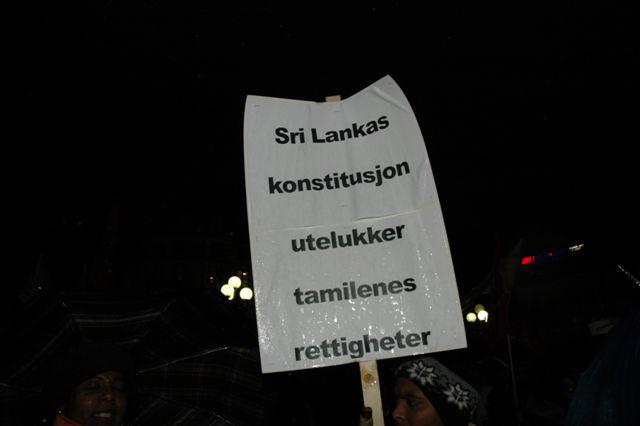 Sri Lankas
konstitusjon
utelukker
tamilenes
rettigheter